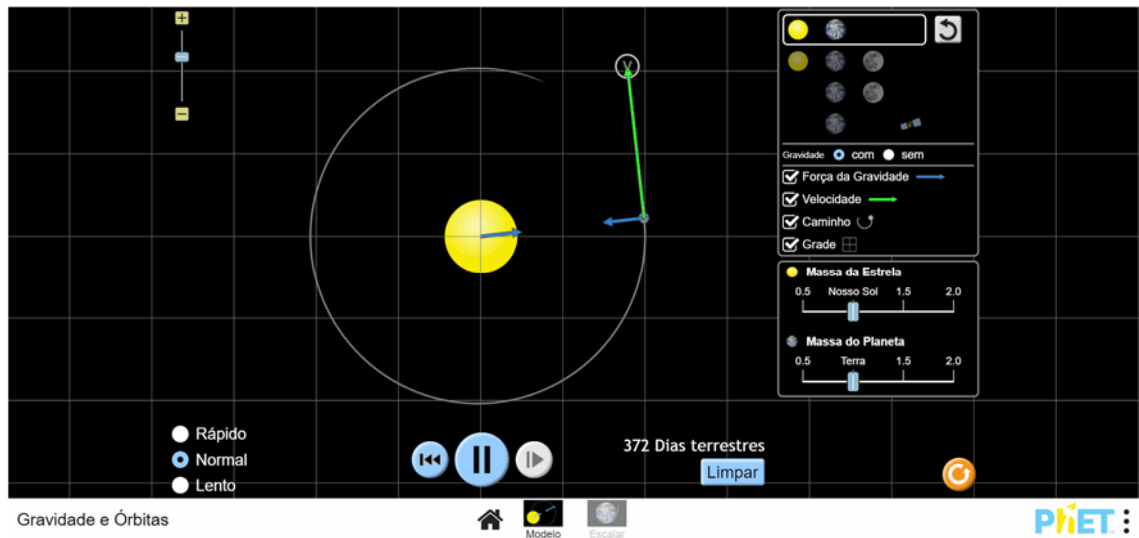 V
Gravidade com sem
Força da Gravidade
Velocidade
Caminho
Grade
Massa da Estrela
0.5 Nosso Sol 1.5 2.0
Massa do Planeta
0.5 Terra 1.5 2.0
Rápido
Normal
Lento
372 Dias terrestres
Limpar
Gravidade e Órbitas
Modelo
Escalar
PhET